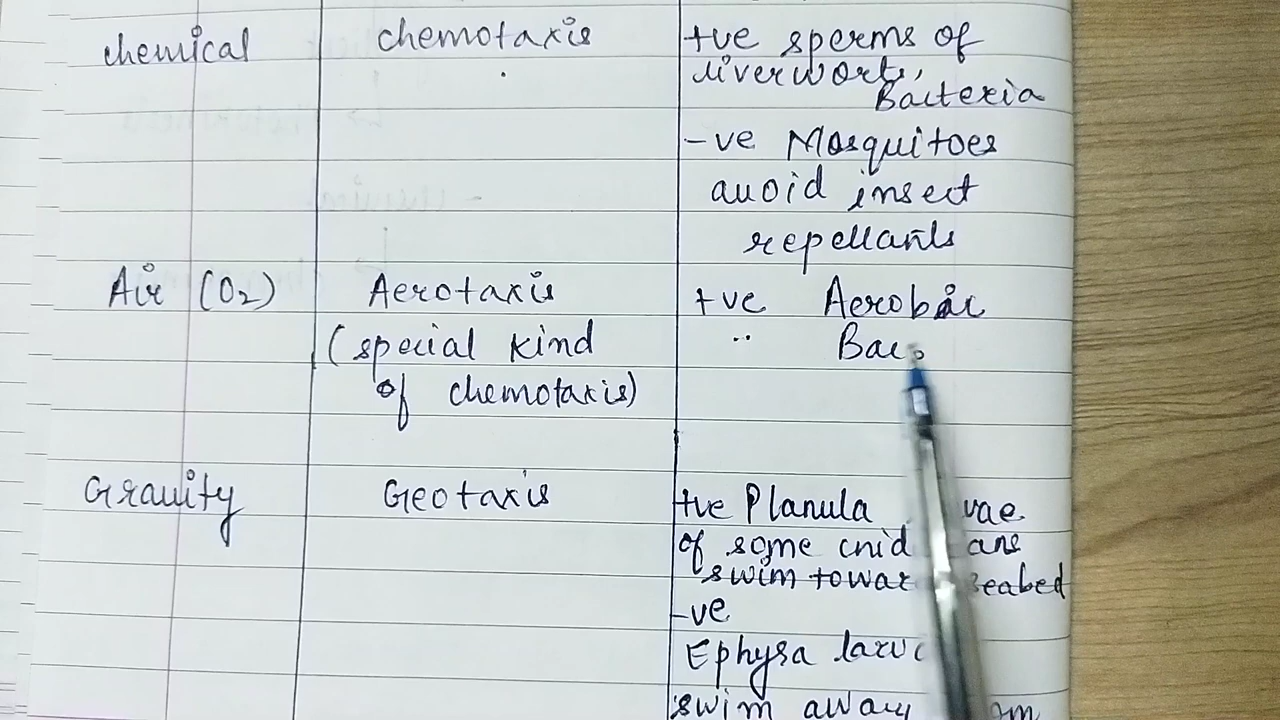 chemical chemotaxis +ve sperms of
liverworts,
Bacteria
-ve Mosquitoes
avoid insect
repellants
Air (O2) Aerotaxis +ve Aerobic
(special kind
of chemotaxis)
Gravity Geotaxis +ve Planula
of some
swim seabed
-ve
Ephysa
swim away